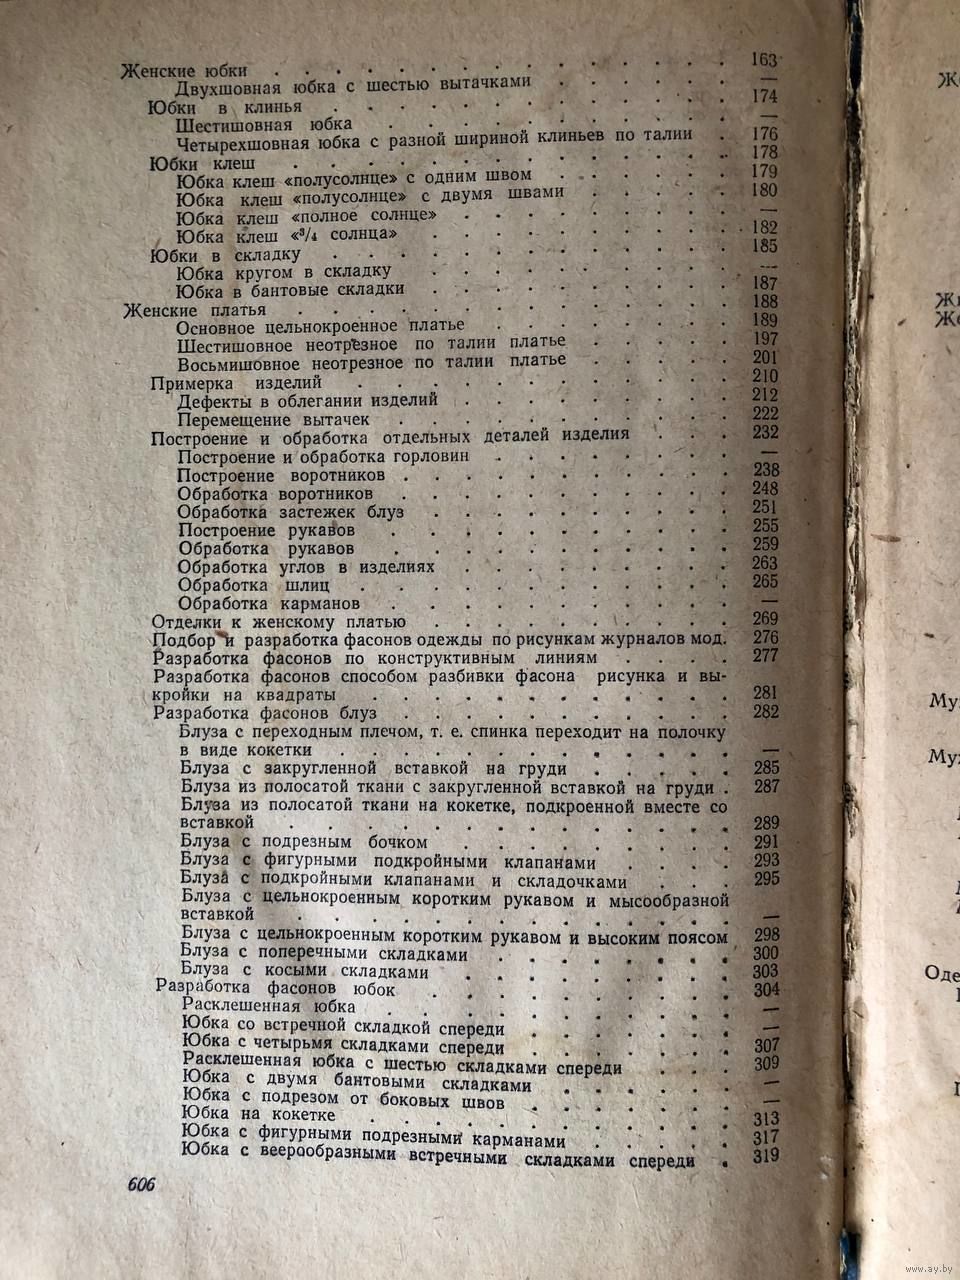 Женские юбки . . . . . . . . . . . . . . 163
Двухшовная юбка с шестью вытачками . . . . . . —
Юбки в клинья . . . . . . . . . . . . 174
Шестишовная юбка . . . . . . . . . . —
Четырехшовная юбка с разной шириной клиньев по талии . 176
Юбки клеш . . . . . . . . . . . . 178
Юбка клеш «полусолнце» с одним швом . . . . . . 179
Юбка клеш «полусолнце» с двумя швами . . . . . 180
Юбка клеш «полное солнце» . . . . . . . . —
Юбка клеш «³/₄ солнца» . . . . . . . . . 182
Юбки в складку . . . . . . . . . . . 185
Юбка кругом в складку . . . . . . . . . —
Юбка в бантовые складки . . . . . . . . . 187
Женские платья . . . . . . . . . . . . 188
Основное цельнокроенное платье . . . . . . . 189
Шестишовное неотрезное по талии платье . . . . . 197
Восьмишовное неотрезное по талии платье . . . . . 201
Примерка изделий . . . . . . . . . . . 210
Дефекты в облегании изделий . . . . . . . . 212
Перемещение вытачек . . . . . . . . . . 222
Построение и обработка отдельных деталей изделия . . . 232
Построение и обработка горловин . . . . . . . —
Построение воротников . . . . . . . . . . 238
Обработка воротников . . . . . . . . . . 248
Обработка застежек блуз . . . . . . . . . 251
Построение рукавов . . . . . . . . . . 255
Обработка рукавов . . . . . . . . . . 259
Обработка углов в изделиях . . . . . . . . 263
Обработка шлиц . . . . . . . . . . . 265
Обработка карманов . . . . . . . . . . —
Отделки к женскому платью . . . . . . . . . 269
Подбор и разработка фасонов одежды по рисункам журналов мод. 276
Разработка фасонов по конструктивным линиям . . . . 277
Разработка фасонов способом разбивки фасона рисунка и вы-
кройки на квадраты . . . . . . . . . . . 281
Разработка фасонов блуз . . . . . . . . . . 282
Блуза с переходным плечом, т. е. спинка переходит на полочку
в виде кокетки . . . . . . . . . . . . —
Блуза с закругленной вставкой на груди . . . . . 285
Блуза из полосатой ткани с закругленной вставкой на груди . 287
Блуза из полосатой ткани на кокетке, подкроенной вместе со
вставкой . . . . . . . . . . . . . 289
Блуза с подрезным бочком . . . . . . . . 291
Блуза с фигурными подкройными клапанами . . . . 293
Блуза с подкройными клапанами и складочками . . . 295
Блуза с цельнокроенным коротким рукавом и мысообразной
вставкой . . . . . . . . . . . . . —
Блуза с цельнокроенным коротким рукавом и высоким поясом 298
Блуза с поперечными складками . . . . . . . 300
Блуза с косыми складками . . . . . . . . 303
Разработка фасонов юбок . . . . . . . . . 304
Расклешенная юбка . . . . . . . . . . —
Юбка со встречной складкой спереди . . . . . . —
Юбка с четырьмя складками спереди . . . . . . 307
Расклешенная юбка с шестью складками спереди . . . 309
Юбка с двумя бантовыми складками . . . . . . —
Юбка с подрезом от боковых швов . . . . . . —
Юбка на кокетке . . . . . . . . . . . 313
Юбка с фигурными подрезными карманами . . . . . 317
Юбка с веерообразными встречными складками спереди . 319
606
www.ay.by